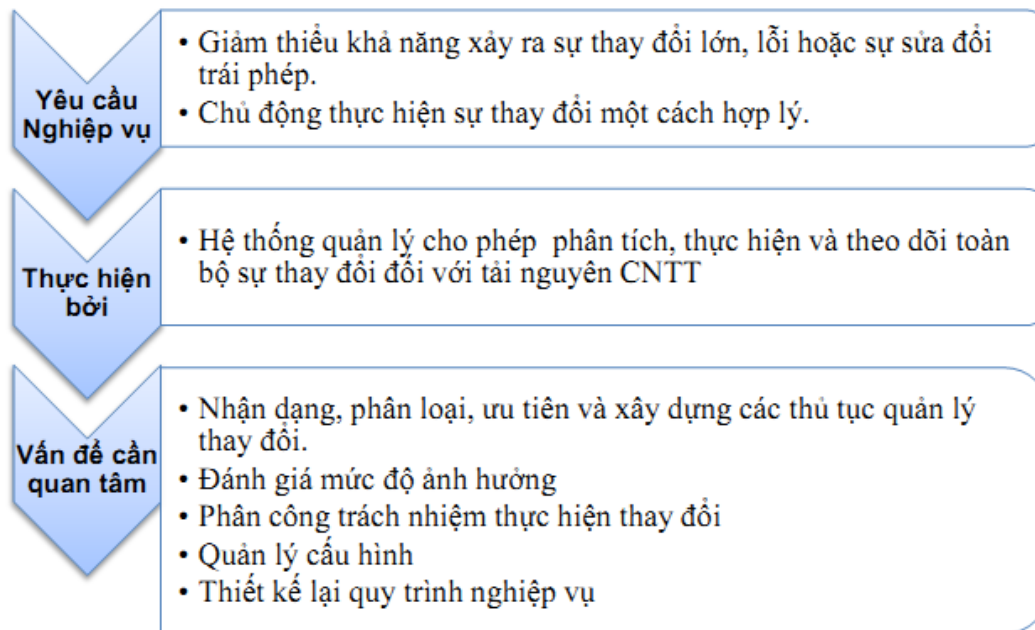 Yêu cầu
Nghiệp vụ
• Giảm thiểu khả năng xảy ra sự thay đổi lớn, lỗi hoặc sự sửa đổi
trái phép.
• Chủ động thực hiện sự thay đổi một cách hợp lý.
Thực hiện
bởi
• Hệ thống quản lý cho phép phân tích, thực hiện và theo dõi toàn
bộ sự thay đổi đối với tài nguyên CNTT
Vấn để cần
quan tâm
• Nhận dạng, phân loại, ưu tiên và xây dựng các thủ tục quản lý
thay đổi.
• Đánh giá mức độ ảnh hưởng
• Phân công trách nhiệm thực hiện thay đổi
• Quản lý cấu hình
• Thiết kế lại quy trình nghiệp vụ